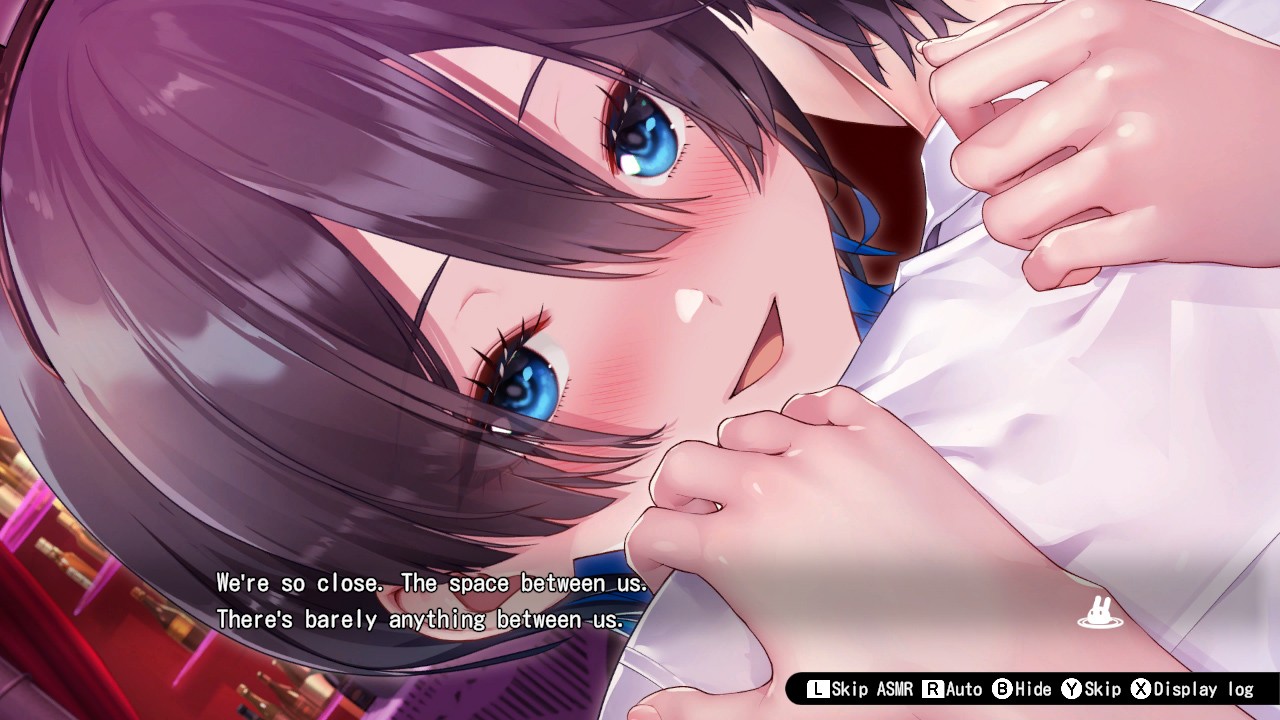 We're so close. The space between us.
There's barely anything between us.
L Skip ASMR R Auto B Hide Y Skip X Display log